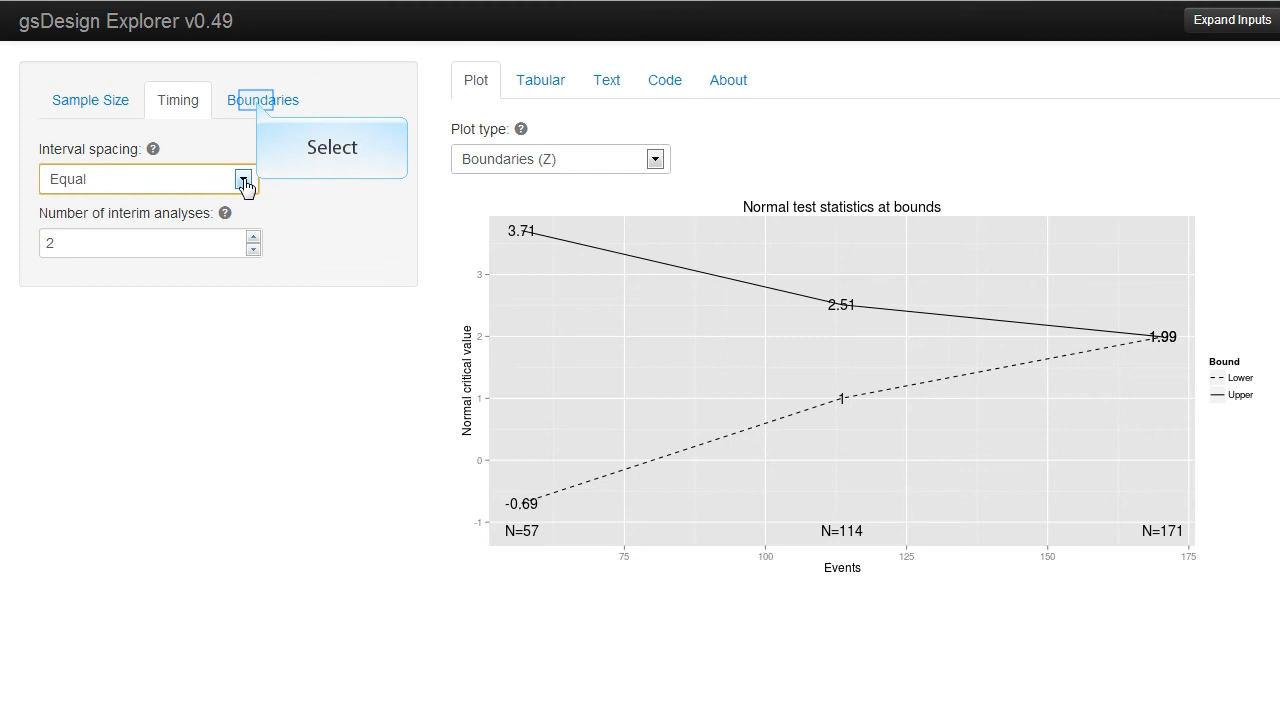 gsDesign Explorer v0.49
Expand Inputs
Sample Size
Timing
Boundaries
Select
Interval spacing: ?
Equal
Number of interim analyses: ?
2
Plot
Tabular
Text
Code
About
Plot type: ?
Boundaries (Z)
Normal test statistics at bounds
3.71
2.51
1.99
1
-0.69
N=57
N=114
N=171
3
2
1
0
-1
Normal critical value
75
100
125
150
175
Events
Bound
Lower
Upper